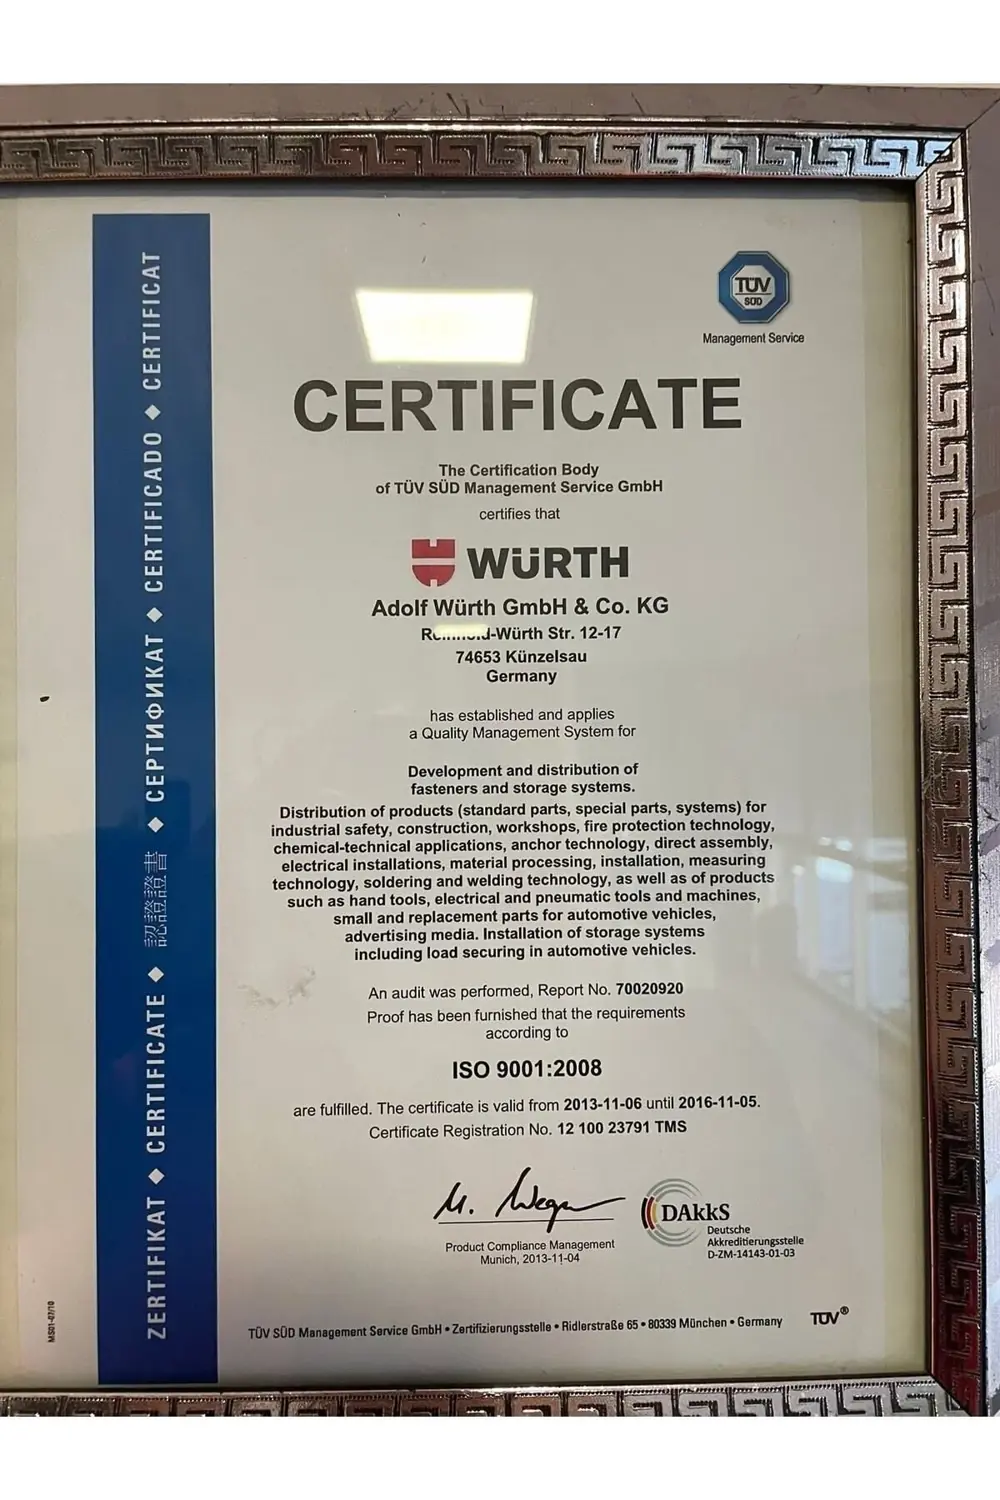 TÜV
SÜD
Management Service
CERTIFICATE
The Certification Body
of TÜV SÜD Management Service GmbH
certifies that
WÜRTH
Adolf Würth GmbH & Co. KG
-Würth Str. 12-17
74653 Künzelsau
Germany
has established and applies
a Quality Management System for
Development and distribution of
fasteners and storage systems.
Distribution of products (standard parts, special parts, systems) for
industrial safety, construction, workshops, fire protection technology,
chemical-technical applications, anchor technology, direct assembly,
electrical installations, material processing, installation, measuring
technology, soldering and welding technology, as well as of products
such as hand tools, electrical and pneumatic tools and machines,
small and replacement parts for automotive vehicles,
advertising media. Installation of storage systems
including load securing in automotive vehicles.
An audit was performed, Report No. 70020920
Proof has been furnished that the requirements
according to
ISO 9001:2008
are fulfilled. The certificate is valid from 2013-11-06 until 2016-11-05.
Certificate Registration No. 12 100 23791 TMS
Product Compliance Management
Munich, 2013-11-04
DAkkS
Deutsche
Akkreditierungsstelle
D-ZM-14143-01-03
TÜV SÜD Management Service GmbH • Zertifizierungsstelle • Ridlerstraße 65 • 80339 München • Germany
TÜV®
ZERTIFIKAT ◆ CERTIFICATE ◆ 認證證書 ◆ СЕРТИФИКАТ ◆ CERTIFICADO ◆ CERTIFICAT
MS01-07/10